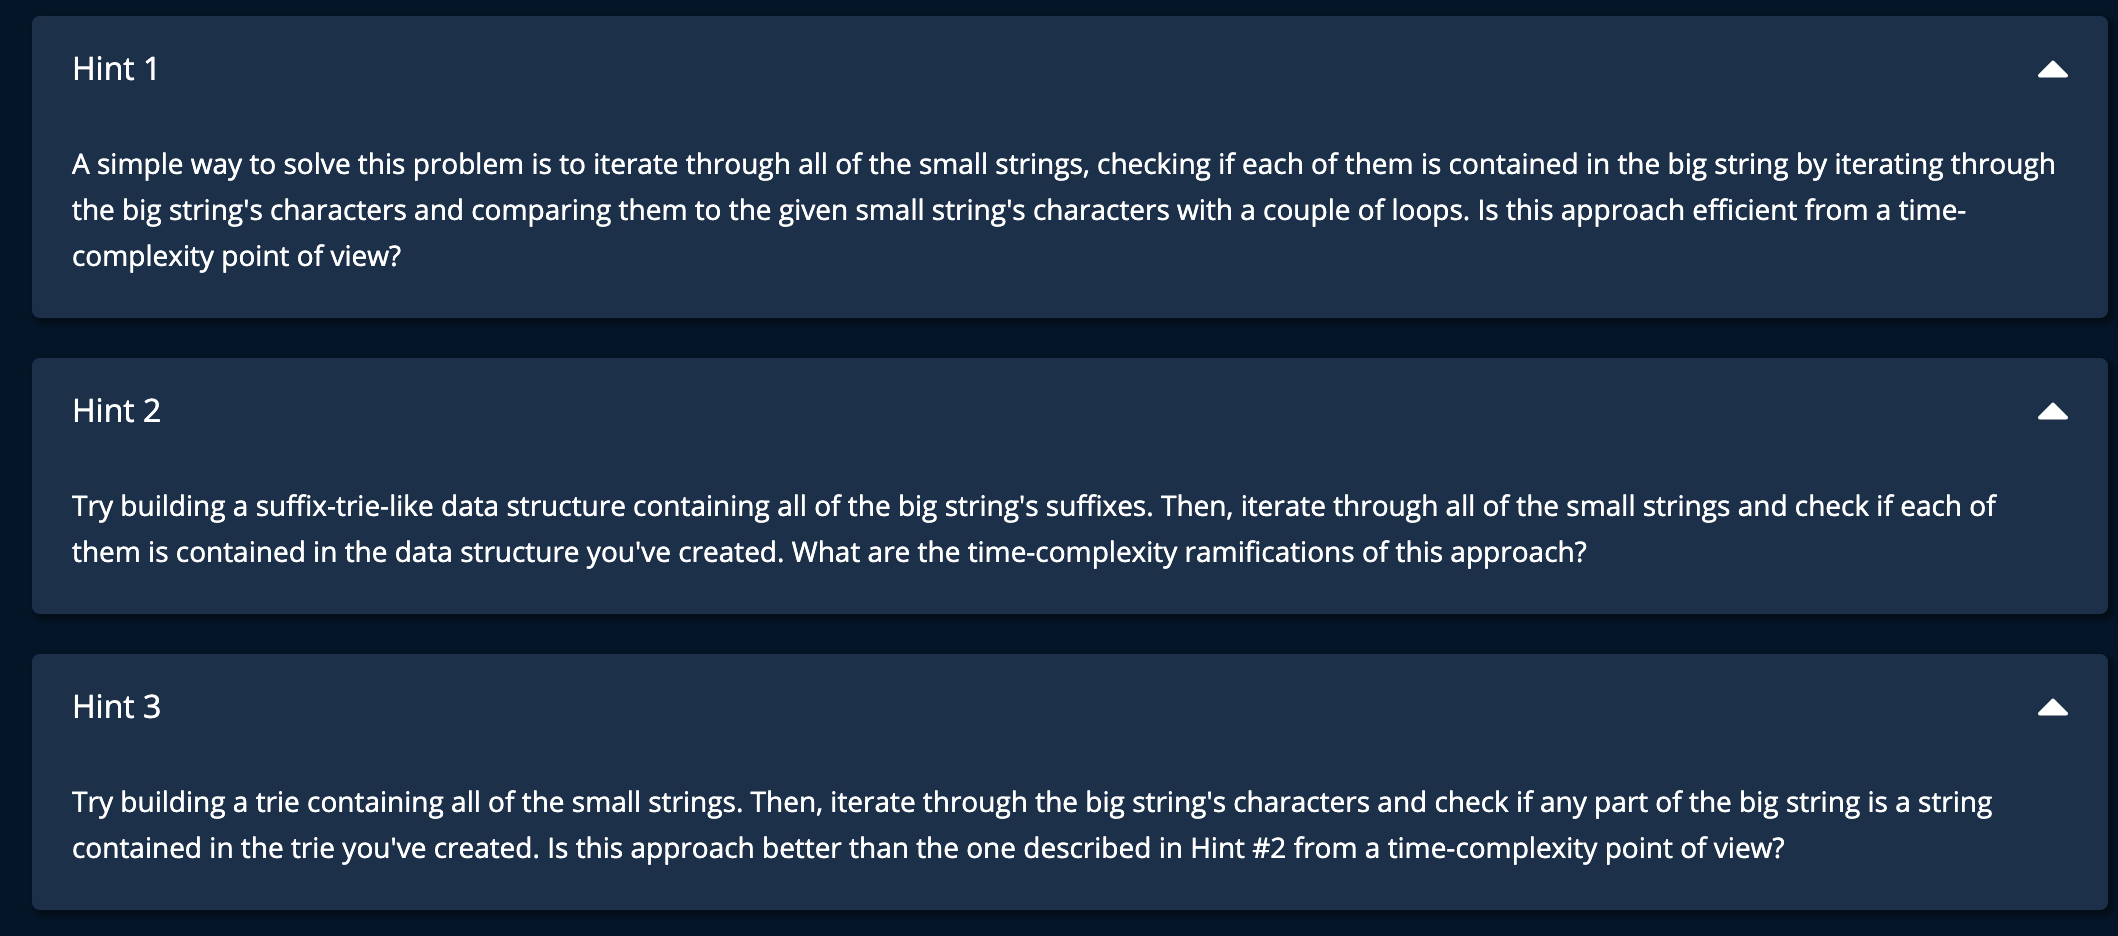 Hint 1
A simple way to solve this problem is to iterate through all of the small strings, checking if each of them is contained in the big string by iterating through
the big string's characters and comparing them to the given small string's characters with a couple of loops. Is this approach efficient from a time-
complexity point of view?
Hint 2
Try building a suffix-trie-like data structure containing all of the big string's suffixes. Then, iterate through all of the small strings and check if each of
them is contained in the data structure you've created. What are the time-complexity ramifications of this approach?
Hint 3
Try building a trie containing all of the small strings. Then, iterate through the big string's characters and check if any part of the big string is a string
contained in the trie you've created. Is this approach better than the one described in Hint #2 from a time-complexity point of view?